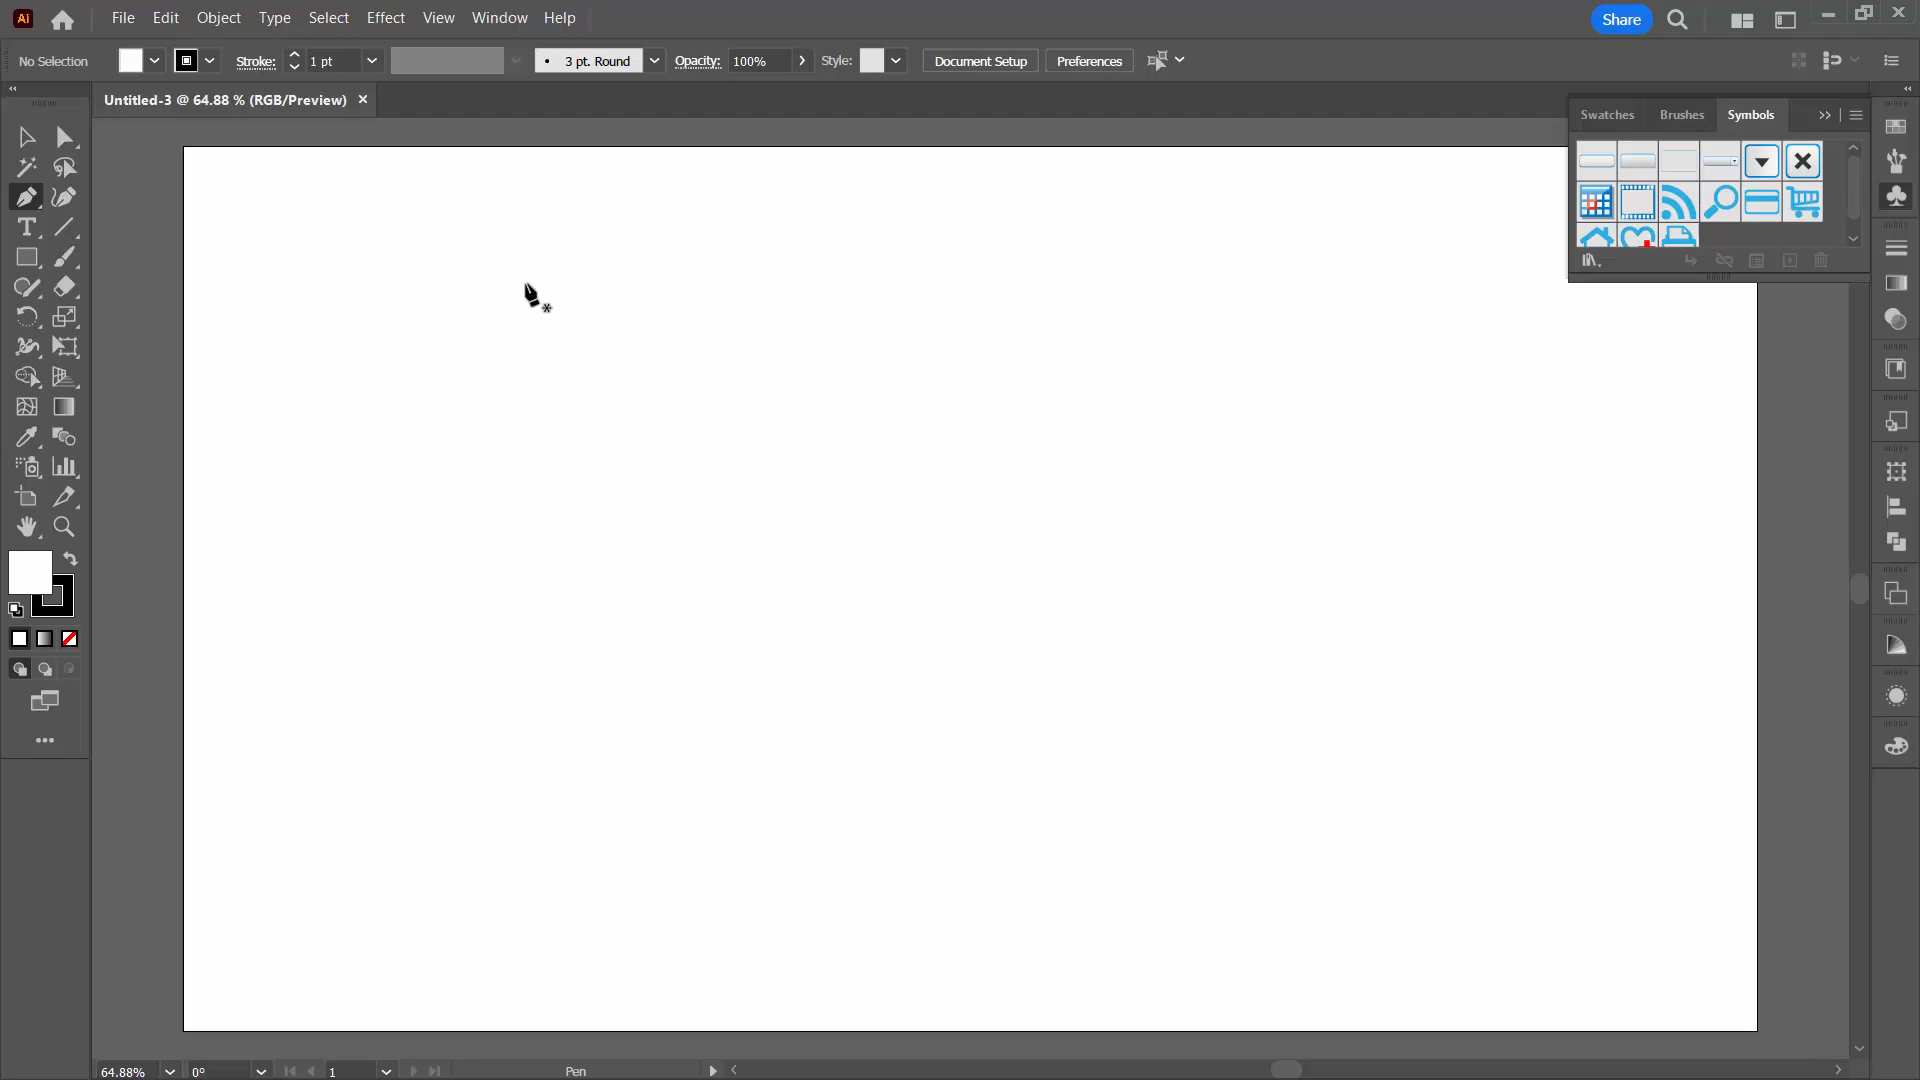 Ai File Edit Object Type Select Effect View Window Help Share
No Selection Stroke: 1 pt • 3 pt. Round Opacity: 100% Style: Document Setup Preferences
Untitled-3 @ 64.88 % (RGB/Preview) ×
Swatches Brushes Symbols
64.88% 0° 1 Pen